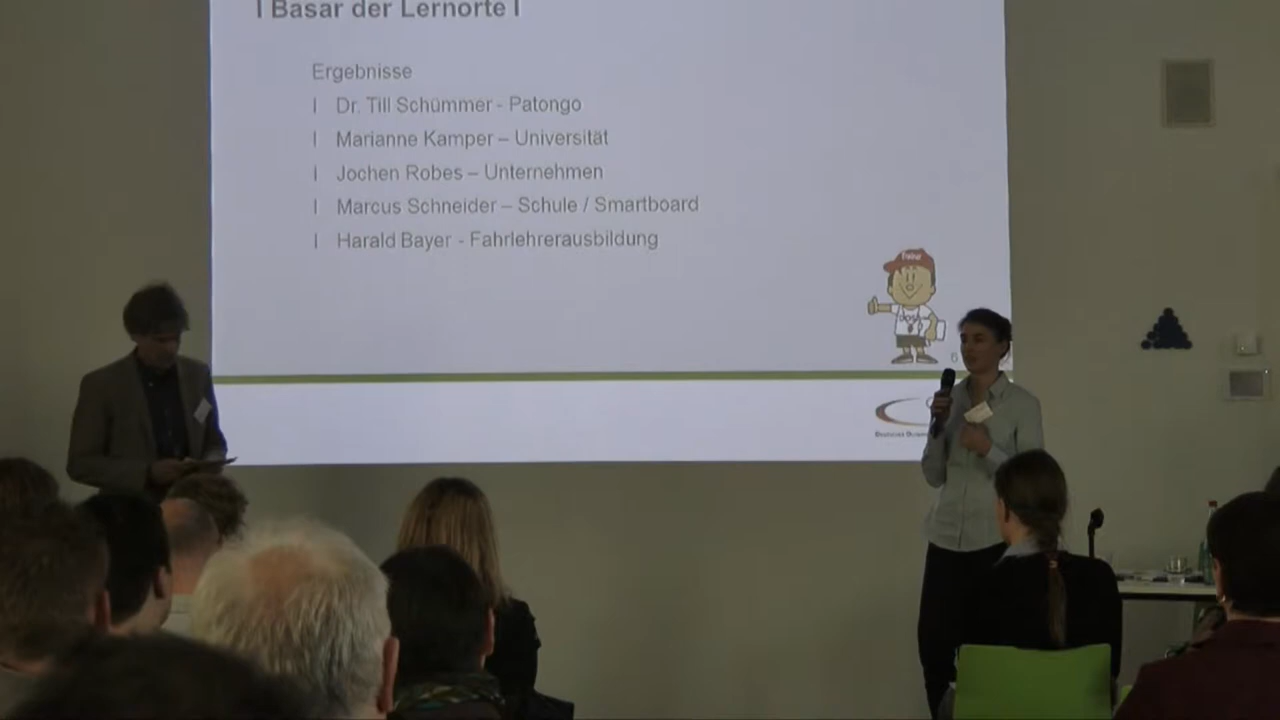 | Basar der Lernorte |
Ergebnisse
| Dr. Till Schümmer - Patongo
| Marianne Kamper – Universität
| Jochen Robes – Unternehmen
| Marcus Schneider – Schule / Smartboard
| Harald Bayer - Fahrlehrerausbildung
6